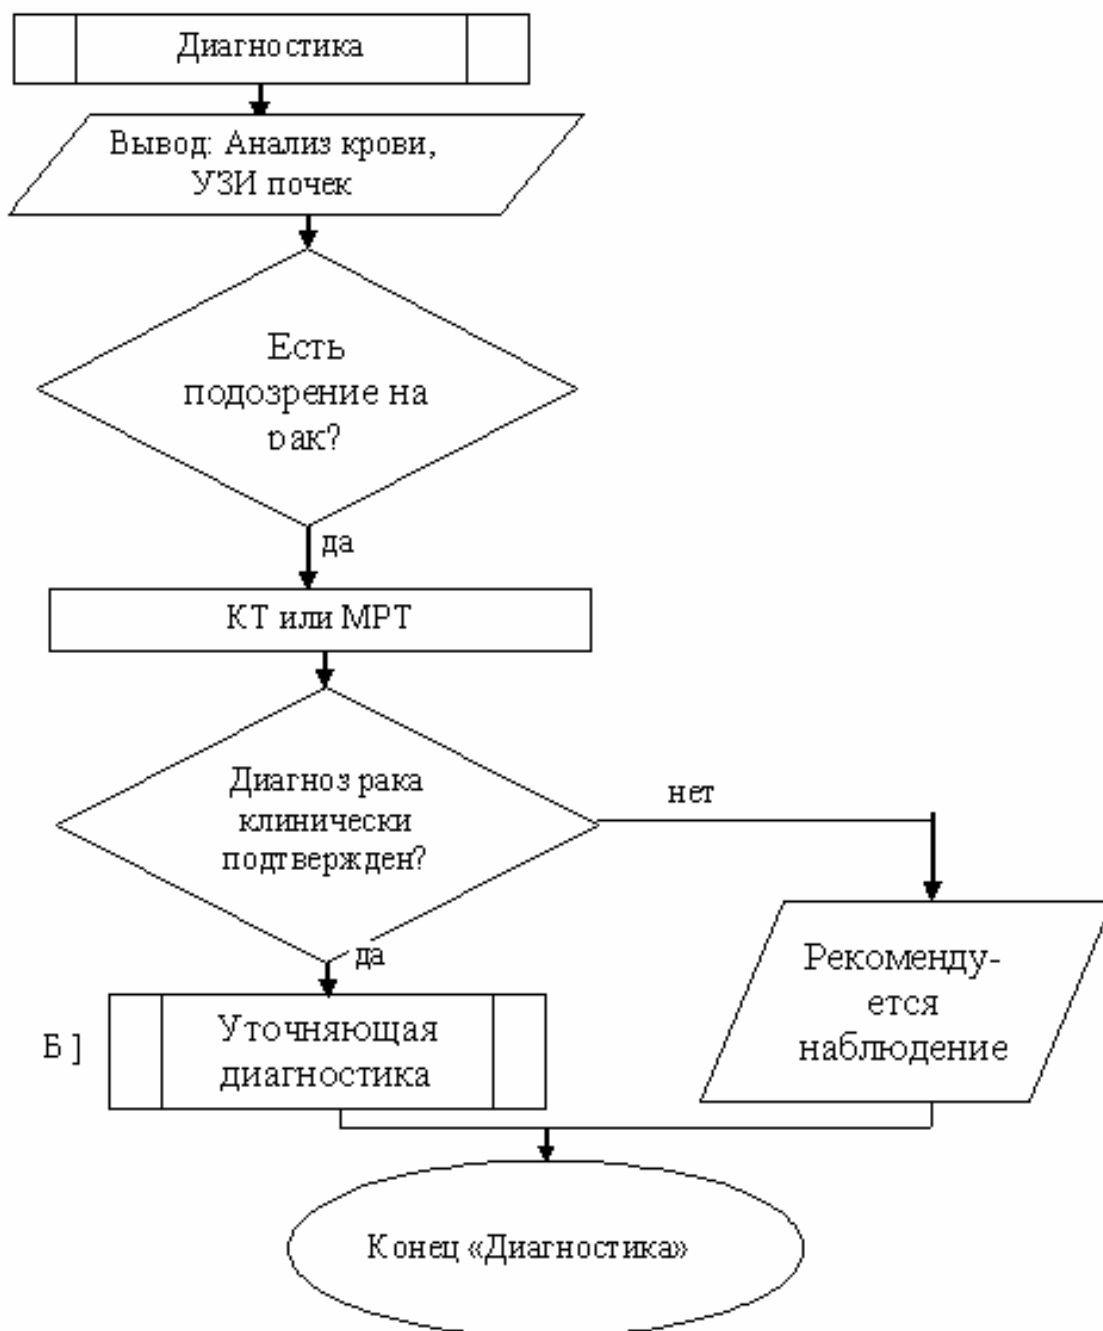 Диагностика
Вывод: Анализ крови,
УЗИ почек
Есть
подозрение на
рак?
да
КТ или МРТ
Диагноз рака
клинически
подтвержден?
нет
да
Рекоменду-
ется
наблюдение
Б ]
Уточняющая
диагностика
Конец «Диагностика»